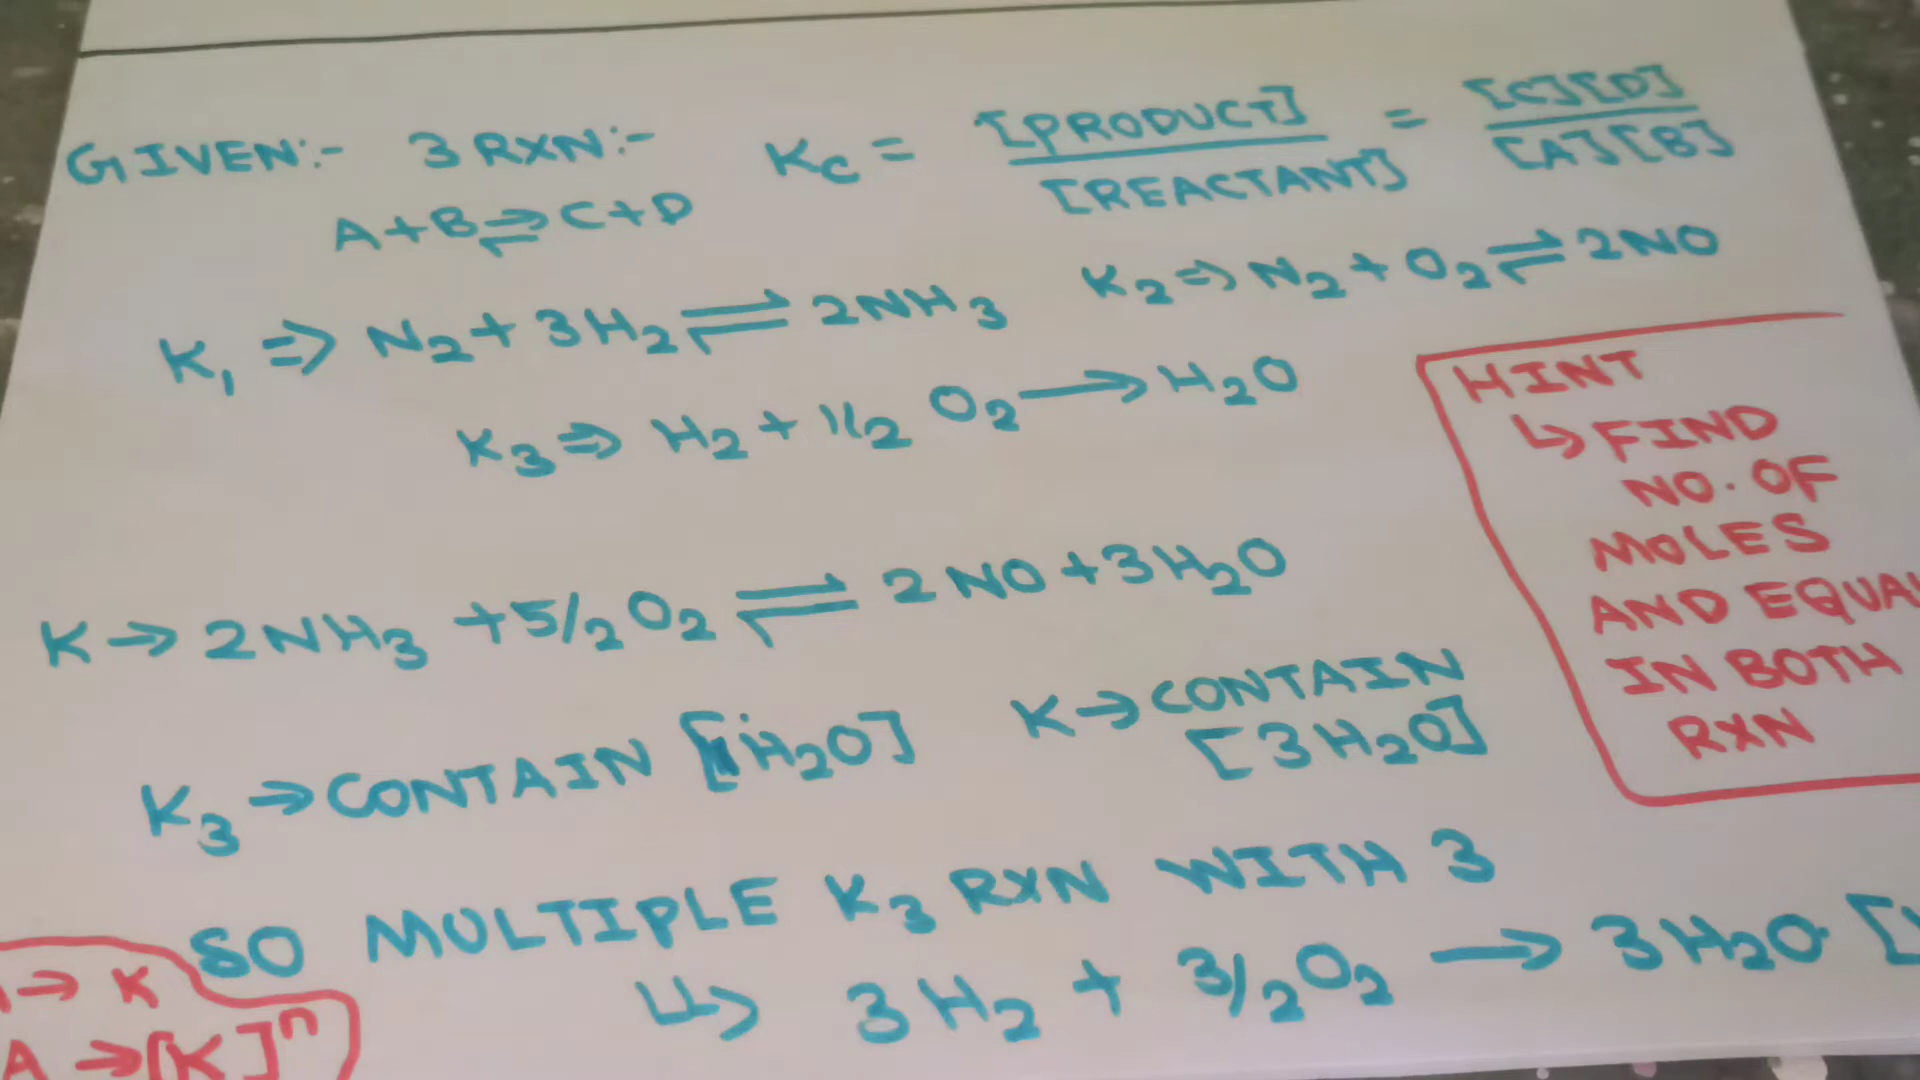 GIVEN:- 3 RXN:- Kc = [PRODUCT] / [REACTANT] = [C][D] / [A][B]
A+B⇌C+D
K1 ⇒ N2 + 3H2 ⇌ 2NH3
K2 ⇒ N2 + O2 ⇌ 2NO
K3 ⇒ H2 + 1/2 O2 → H2O
HINT
↳ FIND
NO. OF
MOLES
AND EQUA
IN BOTH
RXN
K → 2NH3 + 5/2 O2 ⇌ 2NO + 3H2O
K3 → CONTAIN [H2O]
K → CONTAIN
[3H2O]
SO MULTIPLE K3 RXN WITH 3
↳ 3H2 + 3/2 O2 → 3H2O [
→ K
A → [K]^n